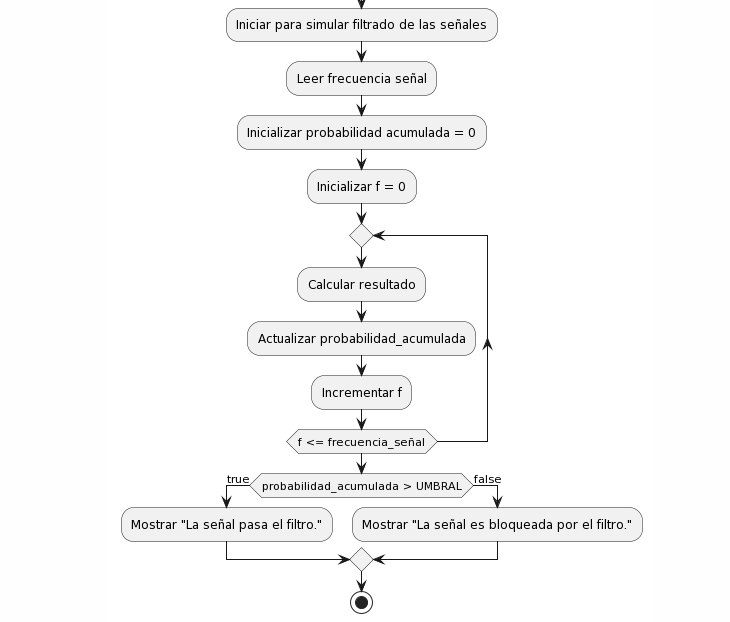 Iniciar para simular filtrado de las señales
Leer frecuencia señal
Inicializar probabilidad acumulada = 0
Inicializar f = 0
Calcular resultado
Actualizar probabilidad_acumulada
Incrementar f
f <= frecuencia_señal
true
probabilidad_acumulada > UMBRAL
false
Mostrar "La señal pasa el filtro."
Mostrar "La señal es bloqueada por el filtro."